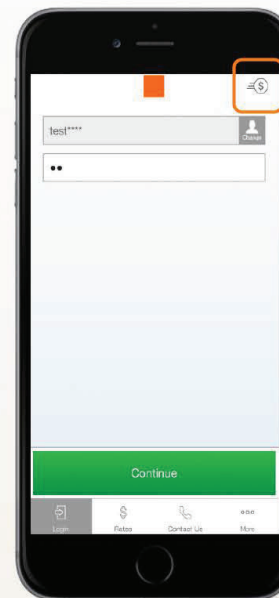 test****
Change
Continue
Login
Rates
Contact Us
More